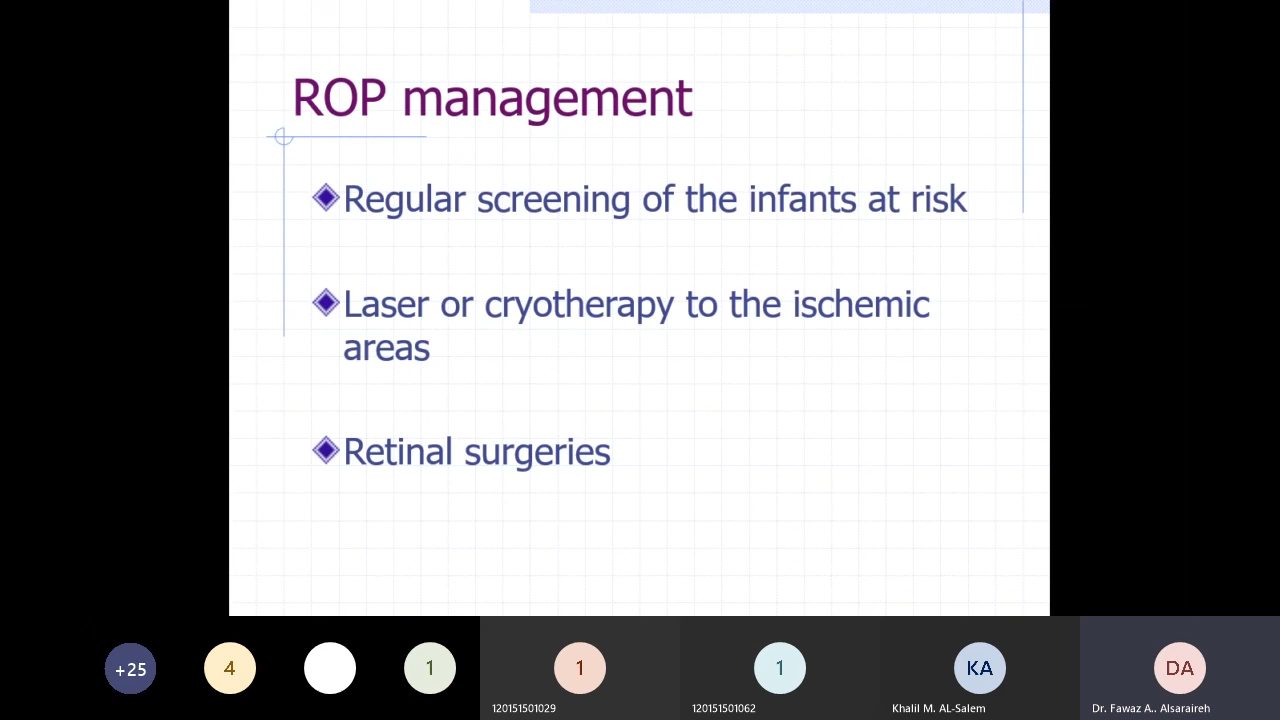 ROP management
Regular screening of the infants at risk
Laser or cryotherapy to the ischemic
areas
Retinal surgeries
+25
4
1
1
1
KA
DA
120151501029
120151501062
Khalil M. AL-Salem
Dr. Fawaz A.. Alsaraireh